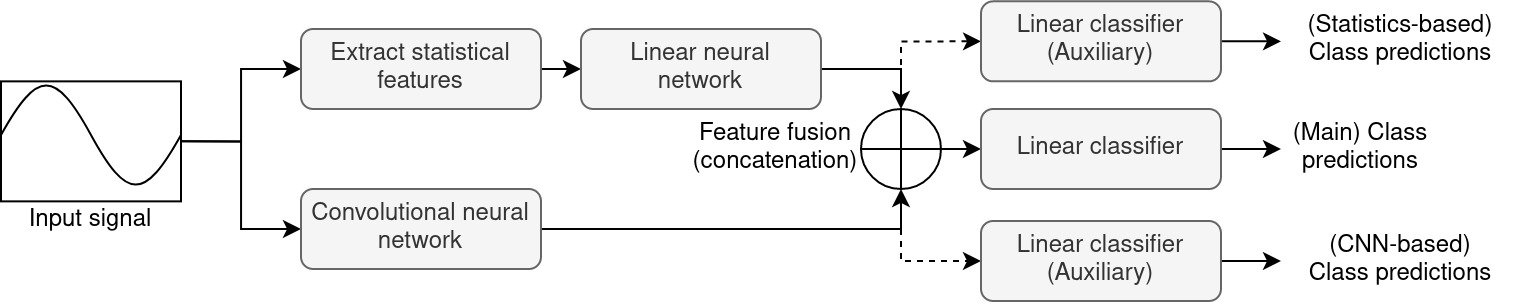 Input signal
Extract statistical
features
Linear neural
network
Convolutional neural
network
Feature fusion
(concatenation)
Linear classifier
(Auxiliary)
(Statistics-based)
Class predictions
Linear classifier
(Main) Class
predictions
Linear classifier
(Auxiliary)
(CNN-based)
Class predictions